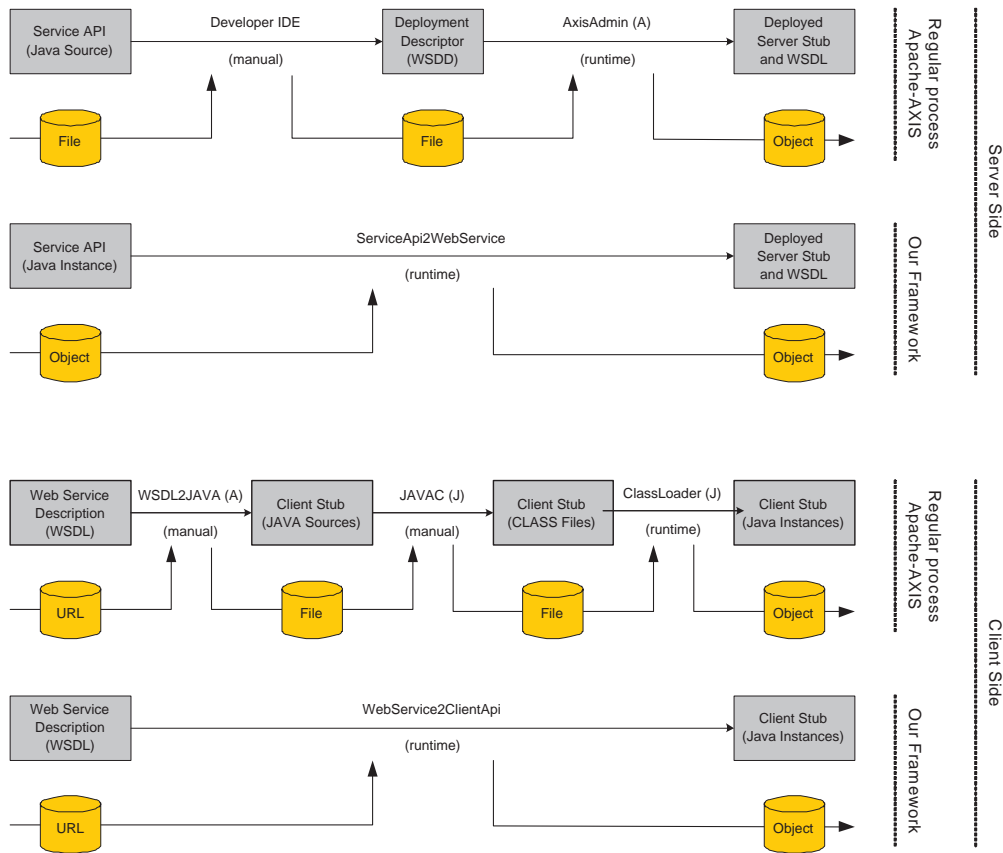 Service API
(Java Source)
Developer IDE
(manual)
Deployment
Descriptor
(WSDD)
AxisAdmin (A)
(runtime)
Deployed
Server Stub
and WSDL
File
File
Object
Regular process
Apache-AXIS
Service API
(Java Instance)
ServiceApi2WebService
(runtime)
Deployed
Server Stub
and WSDL
Object
Object
Our Framework
Server Side
Web Service
Description
(WSDL)
WSDL2JAVA (A)
(manual)
Client Stub
(JAVA Sources)
JAVAC (J)
(manual)
Client Stub
(CLASS Files)
ClassLoader (J)
(runtime)
Client Stub
(Java Instances)
URL
File
File
Object
Regular process
Apache-AXIS
Web Service
Description
(WSDL)
WebService2ClientApi
(runtime)
Client Stub
(Java Instances)
URL
Object
Our Framework
Client Side